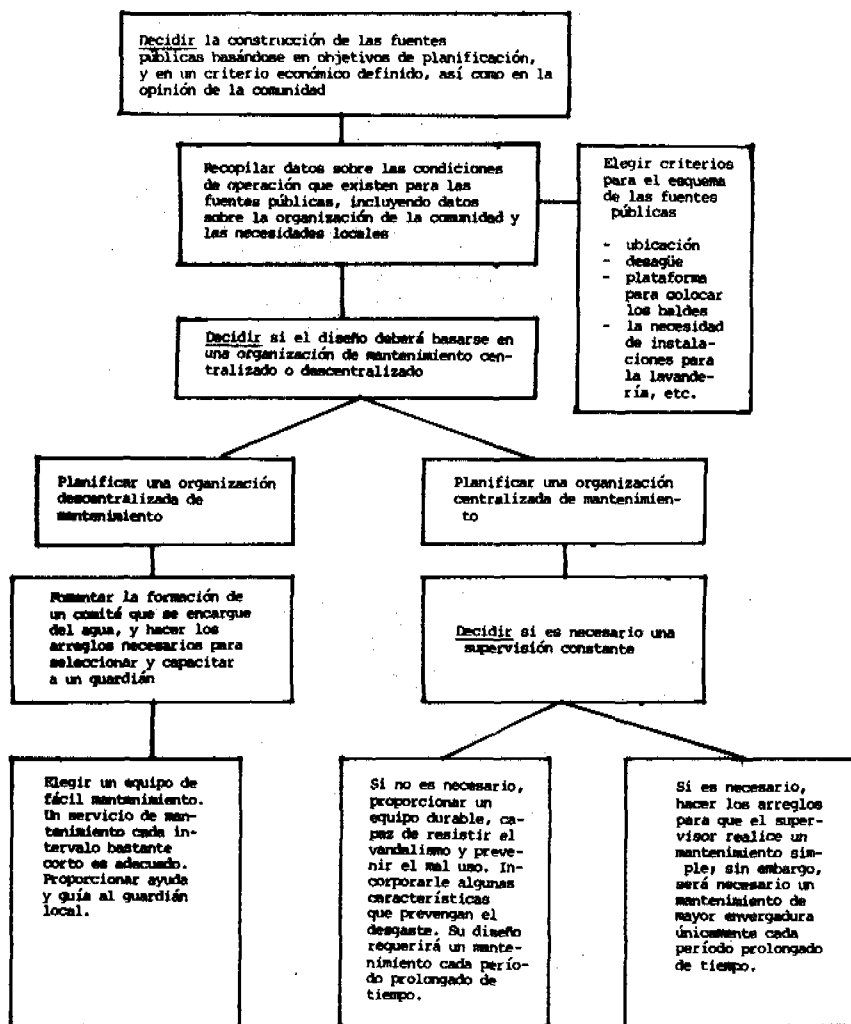 Decidir la construcción de las fuentes
públicas basándose en objetivos de planificación,
y en un criterio económico definido, así como en la
opinión de la comunidad
Recopilar datos sobre las condiciones
de operación que existen para las
fuentes públicas, incluyendo datos
sobre la organización de la comunidad y
las necesidades locales
Elegir criterios
para el esquema
de las fuentes
públicas
- ubicación
- desagüe
- plataforma
para colocar
los baldes
- la necesidad
de instala-
ciones para
la lavande-
ría, etc.
Decidir si el diseño deberá basarse en
una organización de mantenimiento cen-
tralizado o descentralizado
Planificar una organización
descentralizada de
mantenimiento
Planificar una organización
centralizada de mantenimien-
to
Fomentar la formación de
un comité que se encargue
del agua, y hacer los
arreglos necesarios para
seleccionar y capacitar
a un guardián
Decidir si es necesario una
supervisión constante
Elegir un equipo de
fácil mantenimiento.
Un servicio de man-
tenimiento cada in-
tervalo bastante
corto es adecuado.
Proporcionar ayuda
y guía al guardián
local.
Si no es necesario,
proporcionar un
equipo durable, ca-
paz de resistir el
vandalismo y preve-
nir el mal uso. In-
corporarle algunas
características
que prevengan el
desgaste. Su diseño
requerirá un mante-
nimiento cada perío-
do prolongado de
tiempo.
Si es necesario,
hacer los arreglos
para que el super-
visor realice un
mantenimiento sim-
ple; sin embargo,
será necesario un
mantenimiento de
mayor envergadura
únicamente cada
período prolongado
de tiempo.